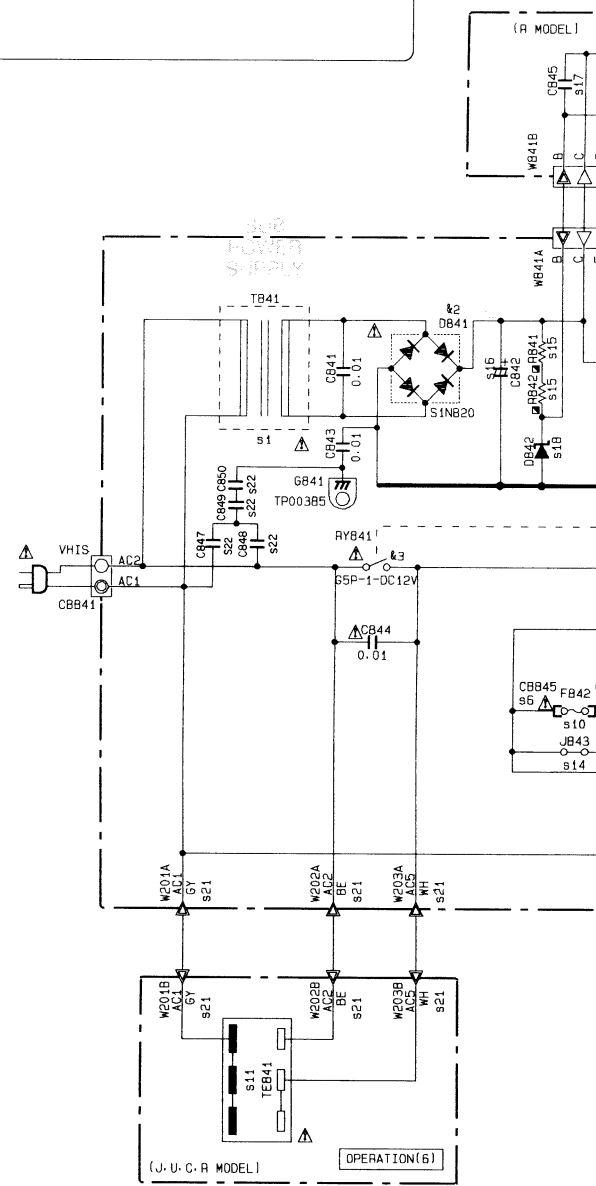 (R MODEL)
C845
s17
W841B
B
C
W841A
B
C
SUB
POWER
SUPPLY
T841
s1
C841
0.01
C843
0.01
&2
D841
S1NB20
s16
C842
+
R841
s15
R842
s15
D842
s18
G841
TP00385
C850
s22
C849
s22
C847
s22
C848
s22
VHIS
AC2
AC1
CB841
RY841
&3
G5P-1-DC12V
C844
0.01
CB845
s6
F842
s10
J843
s14
W201A
AC1
GY
s21
W202A
AC2
BE
s21
W203A
AC5
WH
s21
W201B
AC1
GY
s21
W202B
AC2
BE
s21
W203B
AC5
WH
s21
s11
TE841
(J.U.C.R MODEL)
OPERATION(6)